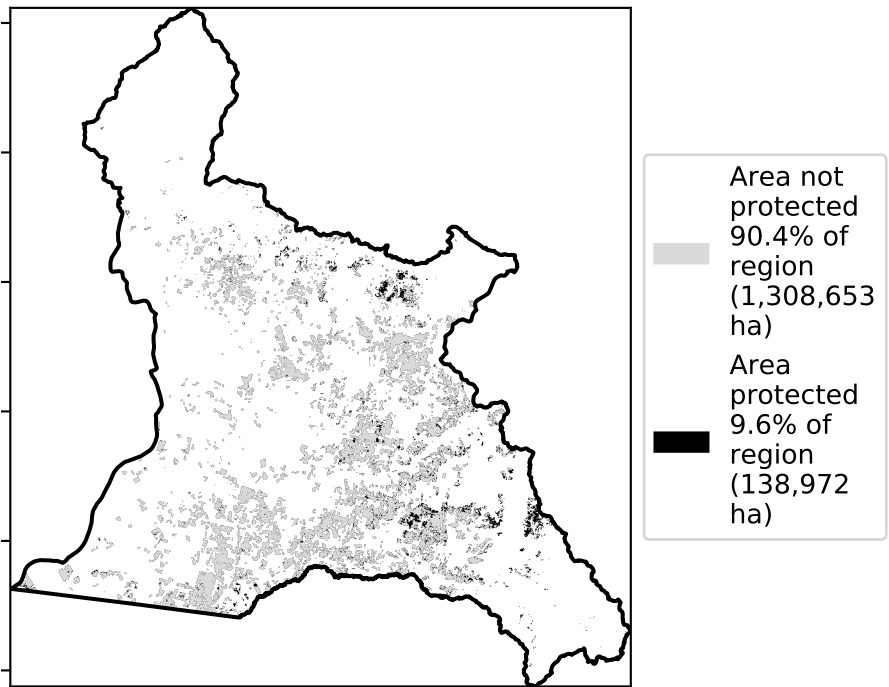 Area not
protected
90.4% of
region
(1,308,653
ha)
Area
protected
9.6% of
region
(138,972
ha)